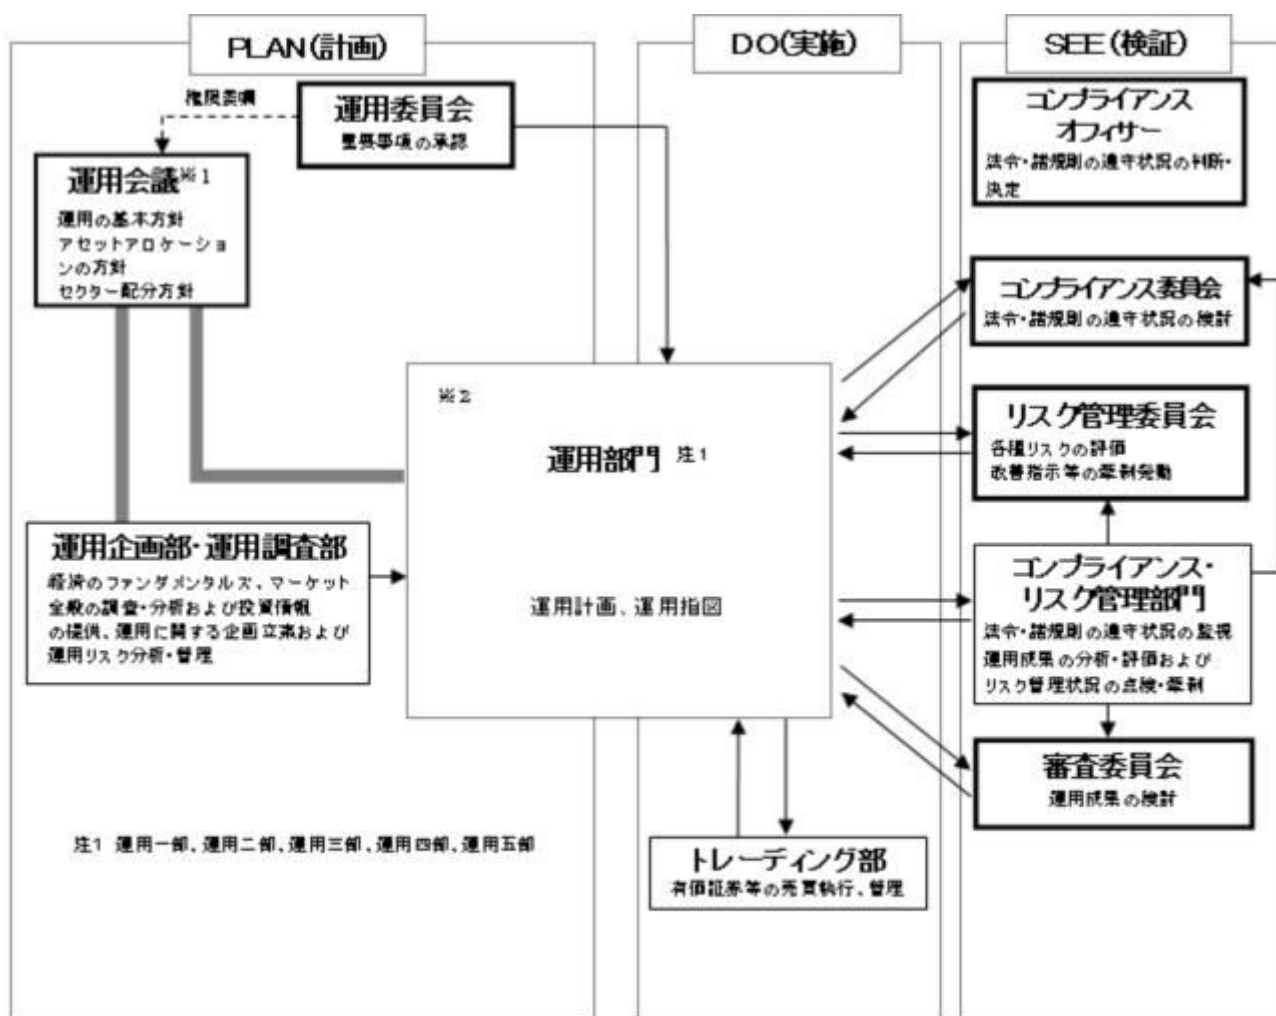 PLAN(計画)
権限委嘱
運用委員会
重要事項の承認
運用会議※1
運用の基本方針
アセットアロケーショ
ンの方針
セクター配分方針
運用企画部・運用調査部
経済のファンダメンタルズ、マーケット
全般の調査・分析および投資情報
の提供、運用に関する企画立案および
運用リスク分析・管理
注1 運用一部、運用二部、運用三部、運用四部、運用五部
DO(実施)
※2
運用部門 注1
運用計画、運用指図
トレーディング部
有価証券等の売買執行、管理
SEE(検証)
コンプライアンス
オフィサー
法令・諸規則の遵守状況の判断・
決定
コンプライアンス委員会
法令・諸規則の遵守状況の検討
リスク管理委員会
各種リスクの評価
改善指示等の牽制発動
コンプライアンス・
リスク管理部門
法令・諸規則の遵守状況の監視
運用成果の分析・評価および
リスク管理状況の点検・牽制
審査委員会
運用成果の検討